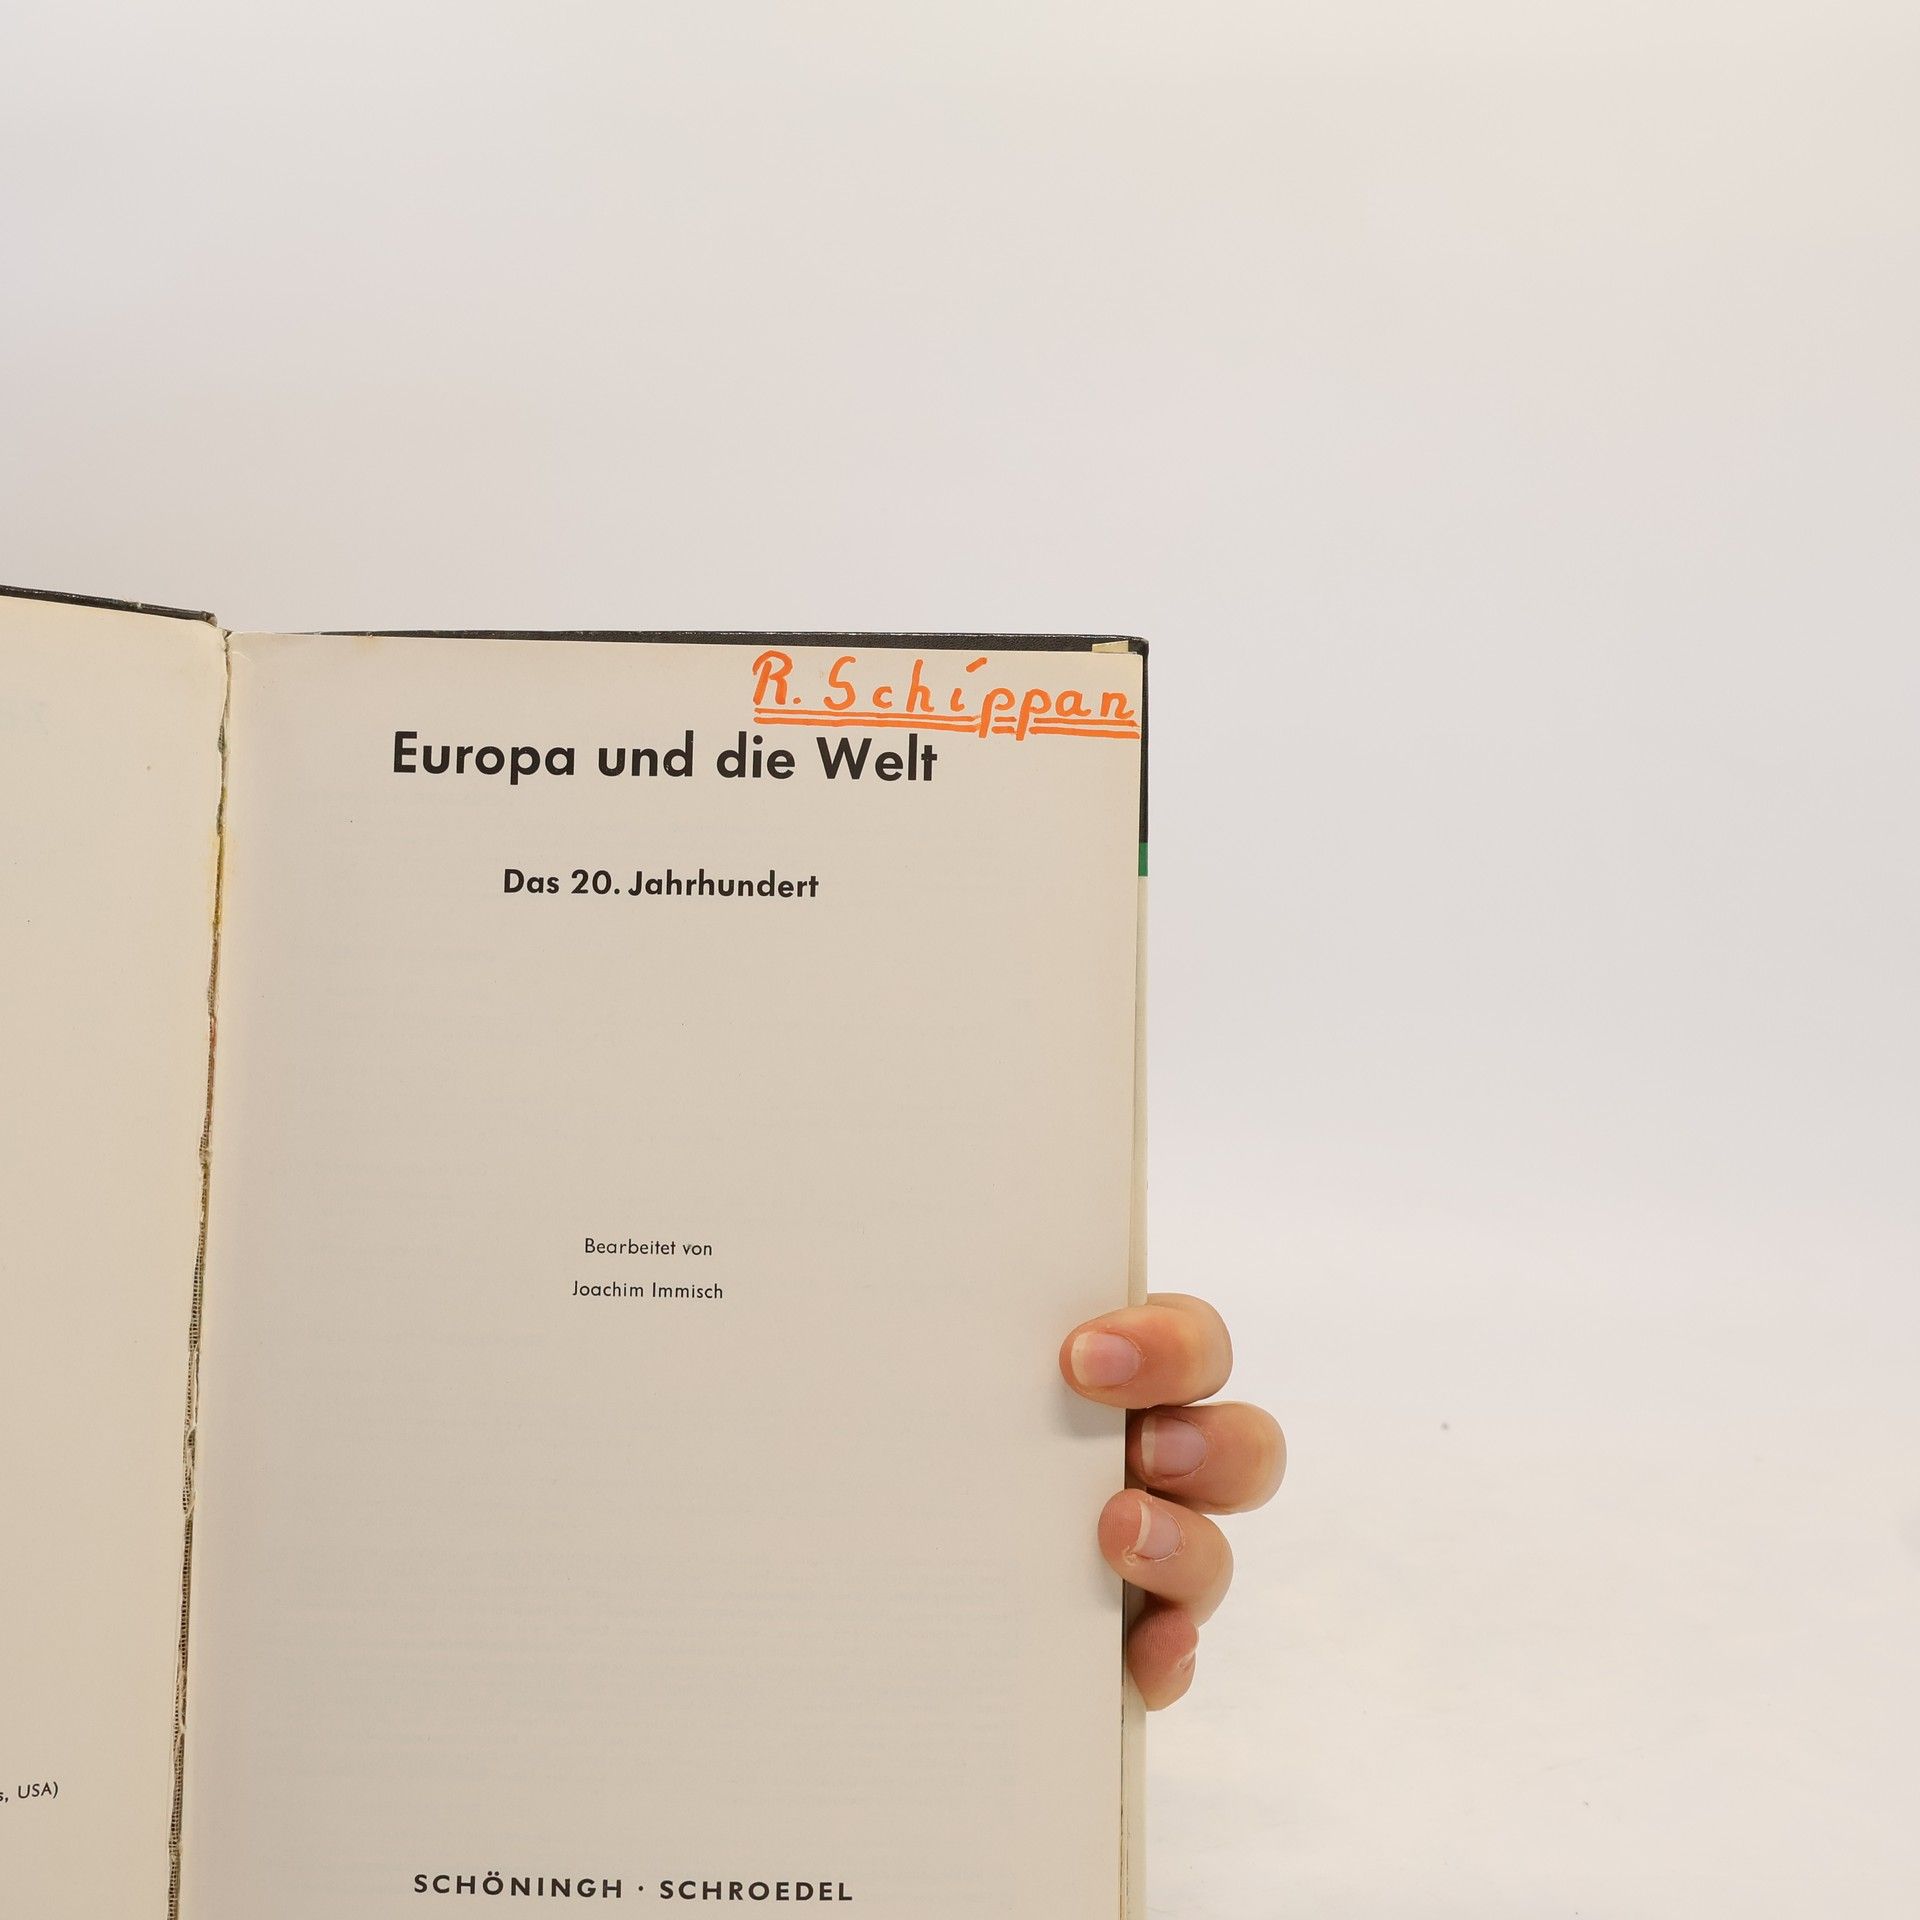 R. Schippan
Europa und die Welt
Das 20. Jahrhundert
Bearbeitet von
Joachim Immisch
USA)
SCHÖNINGH · SCHROEDEL